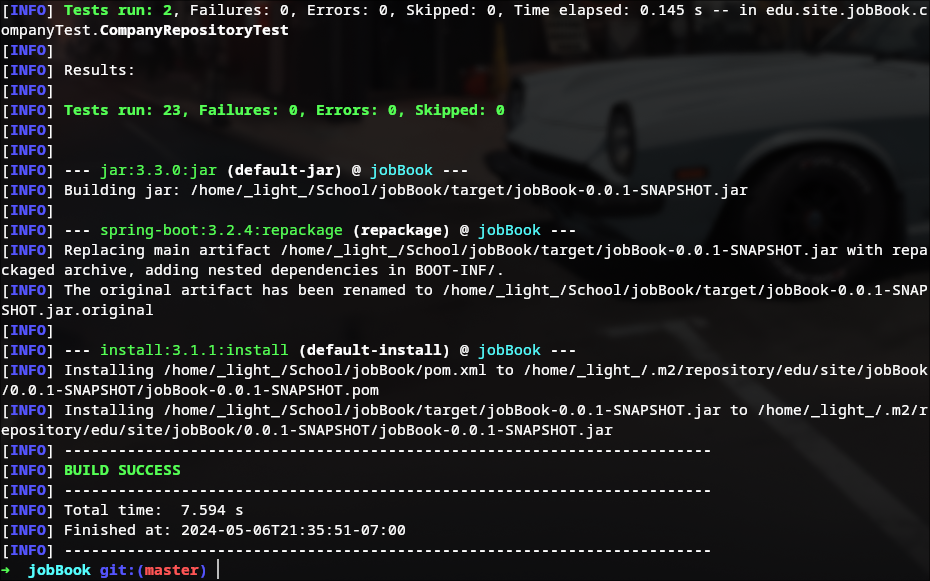 [INFO] Tests run: 2, Failures: 0, Errors: 0, Skipped: 0, Time elapsed: 0.145 s -- in edu.site.jobBook.c
ompanyTest.CompanyRepositoryTest
[INFO]
[INFO] Results:
[INFO]
[INFO] Tests run: 23, Failures: 0, Errors: 0, Skipped: 0
[INFO]
[INFO]
[INFO] --- jar:3.3.0:jar (default-jar) @ jobBook ---
[INFO] Building jar: /home/_light_/School/jobBook/target/jobBook-0.0.1-SNAPSHOT.jar
[INFO]
[INFO] --- spring-boot:3.2.4:repackage (repackage) @ jobBook ---
[INFO] Replacing main artifact /home/_light_/School/jobBook/target/jobBook-0.0.1-SNAPSHOT.jar with repa
ckaged archive, adding nested dependencies in BOOT-INF/.
[INFO] The original artifact has been renamed to /home/_light_/School/jobBook/target/jobBook-0.0.1-SNAP
SHOT.jar.original
[INFO]
[INFO] --- install:3.1.1:install (default-install) @ jobBook ---
[INFO] Installing /home/_light_/School/jobBook/pom.xml to /home/_light_/.m2/repository/edu/site/jobBook
/0.0.1-SNAPSHOT/jobBook-0.0.1-SNAPSHOT.pom
[INFO] Installing /home/_light_/School/jobBook/target/jobBook-0.0.1-SNAPSHOT.jar to /home/_light_/.m2/r
epository/edu/site/jobBook/0.0.1-SNAPSHOT/jobBook-0.0.1-SNAPSHOT.jar
[INFO] ------------------------------------------------------------------------
[INFO] BUILD SUCCESS
[INFO] ------------------------------------------------------------------------
[INFO] Total time:  7.594 s
[INFO] Finished at: 2024-05-06T21:35:51-07:00
[INFO] ------------------------------------------------------------------------
➜  jobBook git:(master)